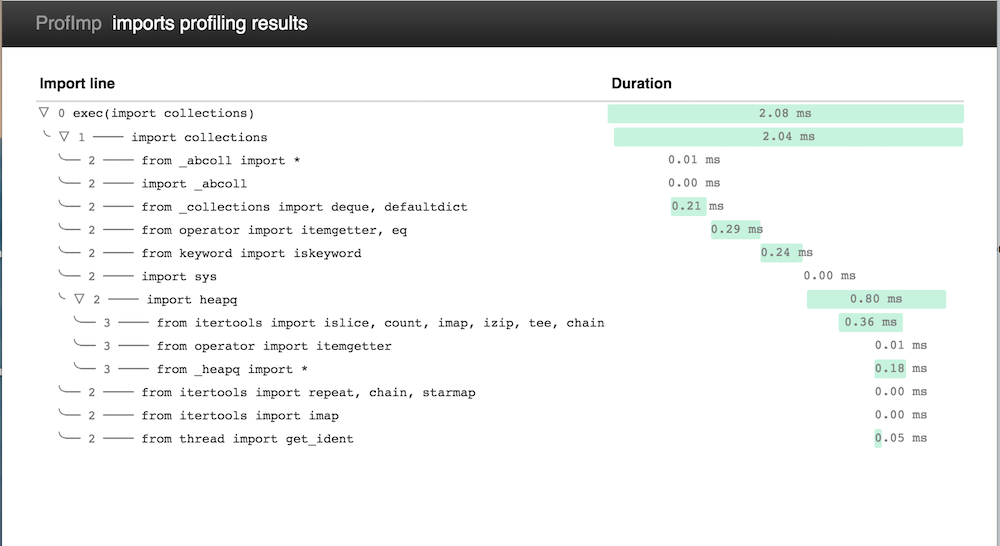 ProfImp imports profiling results
Import line Duration
0 exec(import collections) 2.08 ms
1 import collections 2.04 ms
2 from _abcoll import * 0.01 ms
2 import _abcoll 0.00 ms
2 from _collections import deque, defaultdict 0.21 ms
2 from operator import itemgetter, eq 0.29 ms
2 from keyword import iskeyword 0.24 ms
2 import sys 0.00 ms
2 import heapq 0.80 ms
3 from itertools import islice, count, imap, izip, tee, chain 0.36 ms
3 from operator import itemgetter 0.01 ms
3 from _heapq import * 0.18 ms
2 from itertools import repeat, chain, starmap 0.00 ms
2 from itertools import imap 0.00 ms
2 from thread import get_ident 0.05 ms